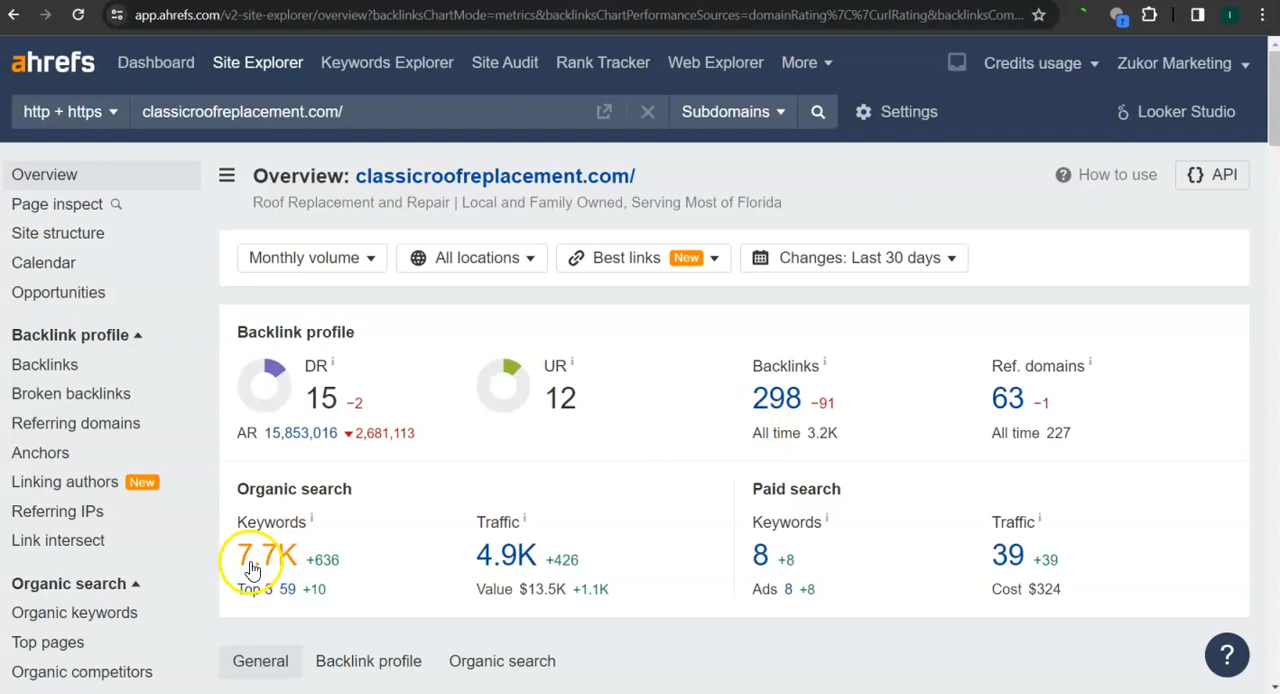 app.ahrefs.com/v2-site-explorer/overview?backlinksChartMode=metrics&backlinksChartPerformanceSources=domainRating%7C%7CurlRating&backlinksCom...
ahrefs Dashboard Site Explorer Keywords Explorer Site Audit Rank Tracker Web Explorer More Credits usage Zukor Marketing
http + https classicroofreplacement.com/ Subdomains Settings Looker Studio
Overview
Page inspect
Site structure
Calendar
Opportunities
Backlink profile
Backlinks
Broken backlinks
Referring domains
Anchors
Linking authors New
Referring IPs
Link intersect
Organic search
Organic keywords
Top pages
Organic competitors
Overview: classicroofreplacement.com/ ? How to use {} API
Roof Replacement and Repair | Local and Family Owned, Serving Most of Florida
Monthly volume All locations Best links New Changes: Last 30 days
Backlink profile
DR UR Backlinks Ref. domains
15 −2 12 298 −91 63 −1
AR 15,853,016 2,681,113 All time 3.2K All time 227
Organic search Paid search
Keywords Traffic Keywords Traffic
7.7K +636 4.9K +426 8 +8 39 +39
Top 3 59 +10 Value $13.5K +1.1K Ads 8 +8 Cost $324
General Backlink profile Organic search
?